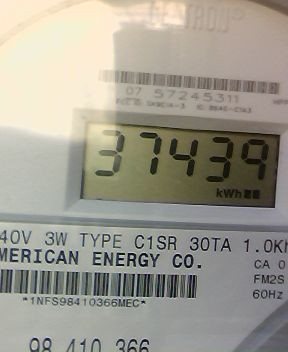 07 57245311
37439
kWh
40V 3W TYPE C1SR 30TA 1.0Kh
MERICAN ENERGY CO.
CA 0
FM2S
60Hz
*1NFS98410366MEC*
98 410 366